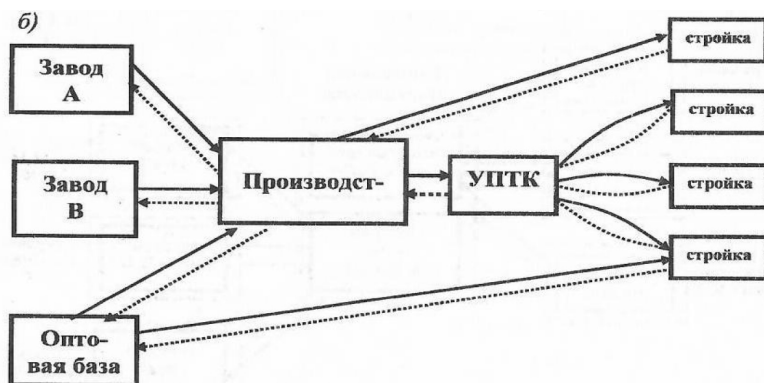 б)
Завод
А
Завод
В
Опто-
вая база
Производст-
УПТК
стройка
стройка
стройка
стройка